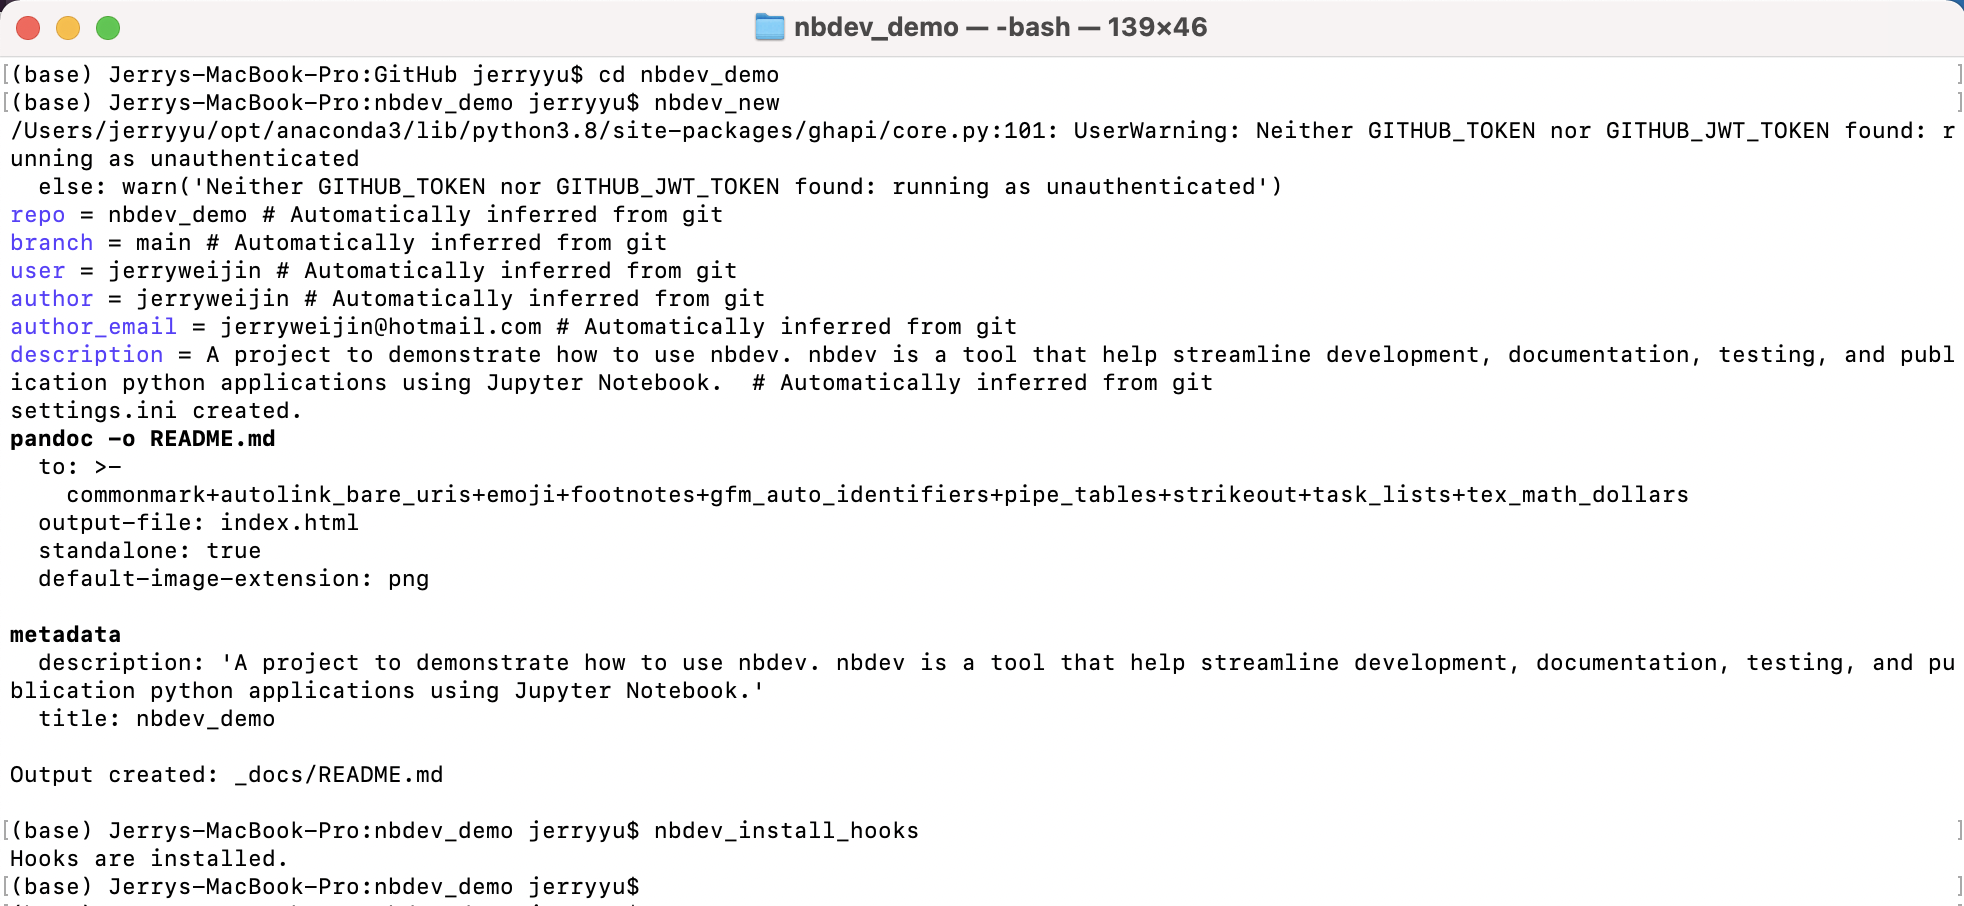 nbdev_demo — -bash — 139×46
[(base) Jerrys-MacBook-Pro:GitHub jerryyu$ cd nbdev_demo ]
[(base) Jerrys-MacBook-Pro:nbdev_demo jerryyu$ nbdev_new ]
/Users/jerryyu/opt/anaconda3/lib/python3.8/site-packages/ghapi/core.py:101: UserWarning: Neither GITHUB_TOKEN nor GITHUB_JWT_TOKEN found: r
unning as unauthenticated
  else: warn('Neither GITHUB_TOKEN nor GITHUB_JWT_TOKEN found: running as unauthenticated')
repo = nbdev_demo # Automatically inferred from git
branch = main # Automatically inferred from git
user = jerryweijin # Automatically inferred from git
author = jerryweijin # Automatically inferred from git
author_email = jerryweijin@hotmail.com # Automatically inferred from git
description = A project to demonstrate how to use nbdev. nbdev is a tool that help streamline development, documentation, testing, and publ
ication python applications using Jupyter Notebook.  # Automatically inferred from git
settings.ini created.
pandoc -o README.md
  to: >-
    commonmark+autolink_bare_uris+emoji+footnotes+gfm_auto_identifiers+pipe_tables+strikeout+task_lists+tex_math_dollars
  output-file: index.html
  standalone: true
  default-image-extension: png
metadata
  description: 'A project to demonstrate how to use nbdev. nbdev is a tool that help streamline development, documentation, testing, and pu
blication python applications using Jupyter Notebook.'
  title: nbdev_demo
Output created: _docs/README.md
[(base) Jerrys-MacBook-Pro:nbdev_demo jerryyu$ nbdev_install_hooks ]
Hooks are installed.
[(base) Jerrys-MacBook-Pro:nbdev_demo jerryyu$ ]